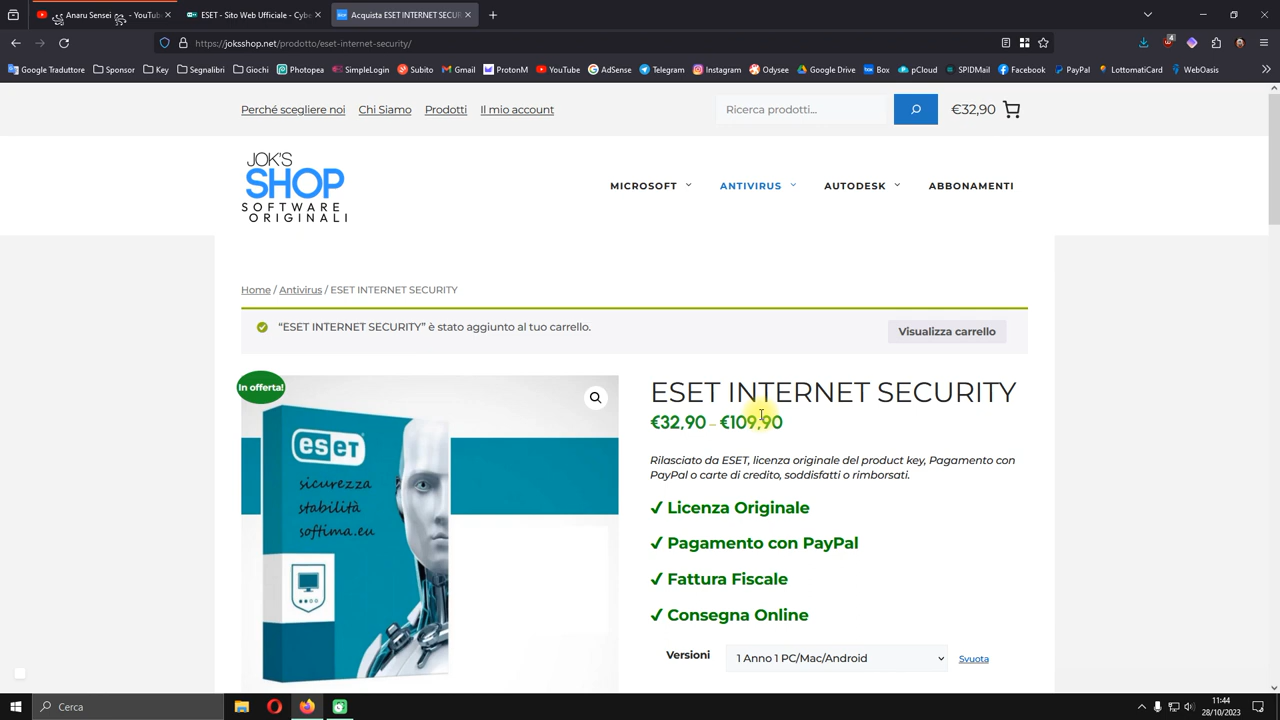 Anaru Sensei - YouTu
ESET - Sito Web Ufficiale - Cybe
Acquista ESET INTERNET SECUR
https://joksshop.net/prodotto/eset-internet-security/
4
Google Traduttore Sponsor Key Segnalibri Giochi Photopea SimpleLogin Subito Gmail ProtonM YouTube AdSense Telegram Instagram Odysee Google Drive Box pCloud SPIDMail Facebook PayPal LottomatiCard WebOasis
Perché scegliere noi Chi Siamo Prodotti Il mio account
Ricerca prodotti...
€32,90
JOK'S
SHOP
SOFTWARE
ORIGINALI
MICROSOFT ANTIVIRUS AUTODESK ABBONAMENTI
Home / Antivirus / ESET INTERNET SECURITY
“ESET INTERNET SECURITY” è stato aggiunto al tuo carrello.
Visualizza carrello
In offerta!
eset
sicurezza
stabilità
softima.eu
ESET INTERNET SECURITY
€32,90 – €109,90
Rilasciato da ESET, licenza originale del product key, Pagamento con
PayPal o carte di credito, soddisfatti o rimborsati.
✓ Licenza Originale
✓ Pagamento con PayPal
✓ Fattura Fiscale
✓ Consegna Online
Versioni
1 Anno 1 PC/Mac/Android
Svuota
Cerca
11:44
28/10/2023